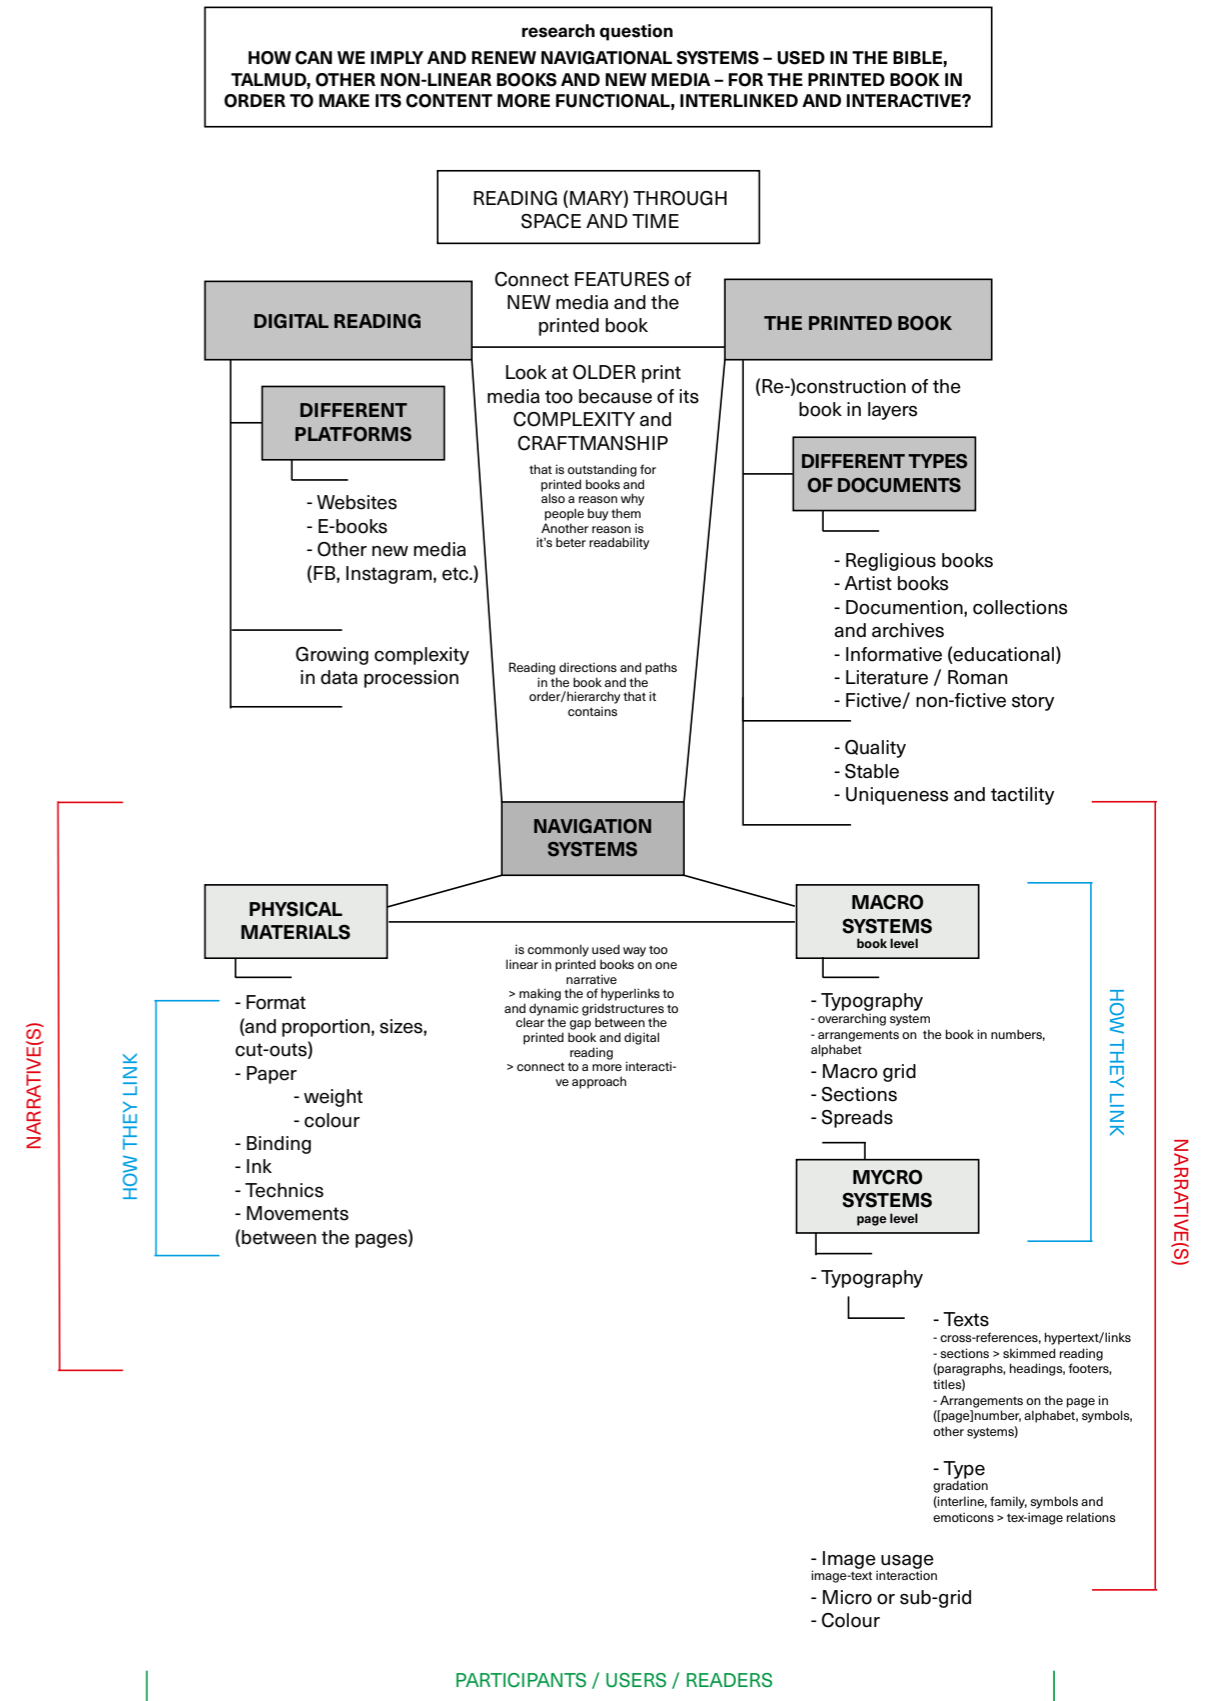 research question
HOW CAN WE IMPLY AND RENEW NAVIGATIONAL SYSTEMS – USED IN THE BIBLE,
TALMUD, OTHER NON-LINEAR BOOKS AND NEW MEDIA – FOR THE PRINTED BOOK IN
ORDER TO MAKE ITS CONTENT MORE FUNCTIONAL, INTERLINKED AND INTERACTIVE?
READING (MARY) THROUGH
SPACE AND TIME
DIGITAL READING
Connect FEATURES of
NEW media and the
printed book
THE PRINTED BOOK
DIFFERENT
PLATFORMS
- Websites
- E-books
- Other new media
(FB, Instagram, etc.)
Growing complexity
in data procession
Look at OLDER print
media too because of its
COMPLEXITY and
CRAFTMANSHIP
that is outstanding for
printed books and
also a reason why
people buy them
Another reason is
it's beter readability
Reading directions and paths
in the book and the
order/hierarchy that it
contains
(Re-)construction of the
book in layers
DIFFERENT TYPES
OF DOCUMENTS
- Regligious books
- Artist books
- Documention, collections
and archives
- Informative (educational)
- Literature / Roman
- Fictive/ non-fictive story
- Quality
- Stable
- Uniqueness and tactility
NAVIGATION
SYSTEMS
NARRATIVE(S)
HOW THEY LINK
PHYSICAL
MATERIALS
- Format
(and proportion, sizes,
cut-outs)
- Paper
- weight
- colour
- Binding
- Ink
- Technics
- Movements
(between the pages)
is commonly used way too
linear in printed books on one
narrative
> making the of hyperlinks to
and dynamic gridstructures to
clear the gap between the
printed book and digital
reading
> connect to a more interacti-
ve approach
MACRO
SYSTEMS
book level
- Typography
- overarching system
- arrangements on the book in numbers,
alphabet
- Macro grid
- Sections
- Spreads
MYCRO
SYSTEMS
page level
- Typography
- Texts
- cross-references, hypertext/links
- sections > skimmed reading
(paragraphs, headings, footers,
titles)
- Arrangements on the page in
([page]number, alphabet, symbols,
other systems)
- Type
gradation
(interline, family, symbols and
emoticons > tex-image relations
- Image usage
image-text interaction
- Micro or sub-grid
- Colour
HOW THEY LINK
NARRATIVE(S)
PARTICIPANTS / USERS / READERS